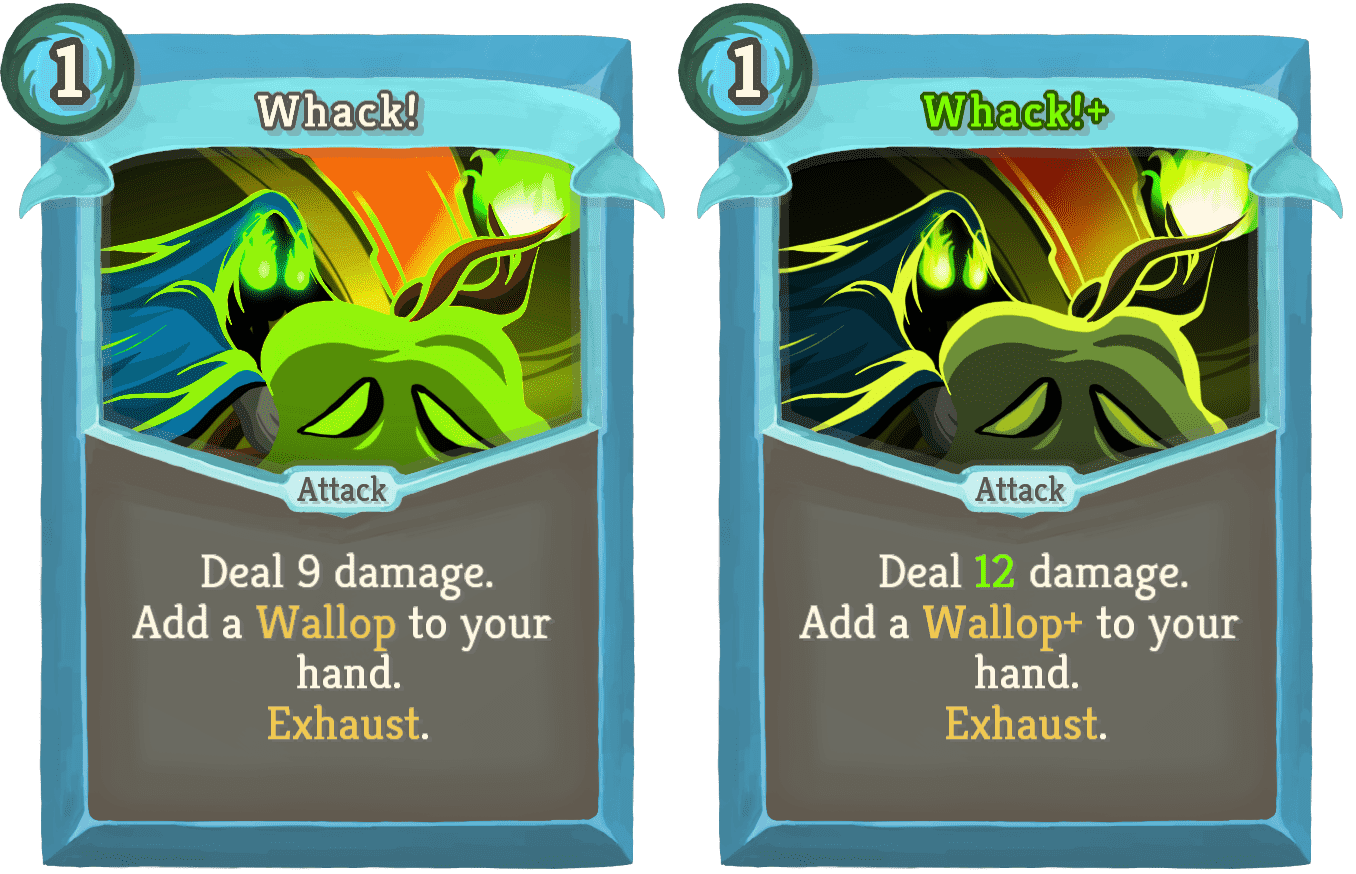 1
Whack!
Attack
Deal 9 damage.
Add a Wallop to your
hand.
Exhaust.
1
Whack!+
Attack
Deal 12 damage.
Add a Wallop+ to your
hand.
Exhaust.